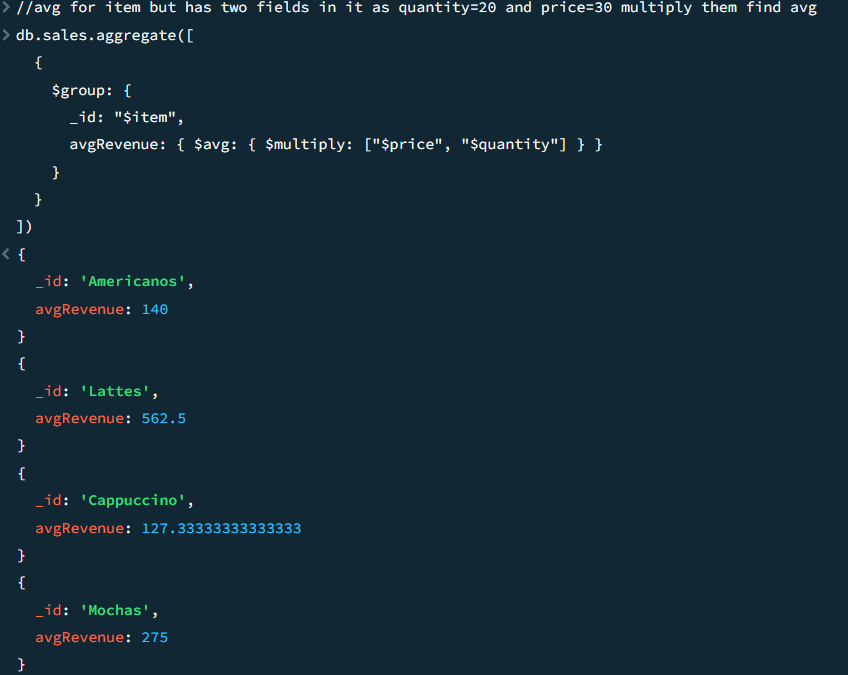 > //avg for item but has two fields in it as quantity=20 and price=30 multiply them find avg
> db.sales.aggregate([
  {
    $group: {
      _id: "$item",
      avgRevenue: { $avg: { $multiply: ["$price", "$quantity"] } }
    }
  }
])
< {
  _id: 'Americanos',
  avgRevenue: 140
}
{
  _id: 'Lattes',
  avgRevenue: 562.5
}
{
  _id: 'Cappuccino',
  avgRevenue: 127.33333333333333
}
{
  _id: 'Mochas',
  avgRevenue: 275
}